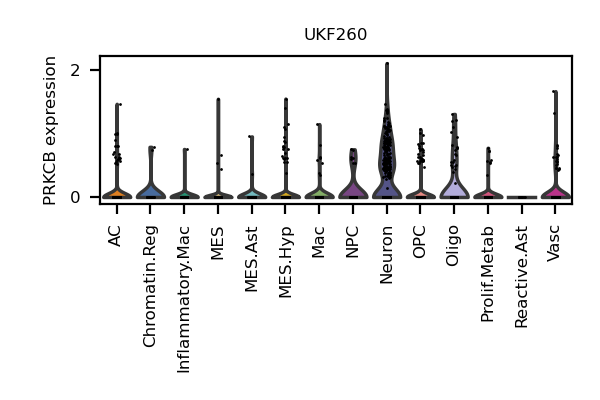 UKF260
PRKCB expression
2
0
AC
Chromatin.Reg
Inflammatory.Mac
MES
MES.Ast
MES.Hyp
Mac
NPC
Neuron
OPC
Oligo
Prolif.Metab
Reactive.Ast
Vasc